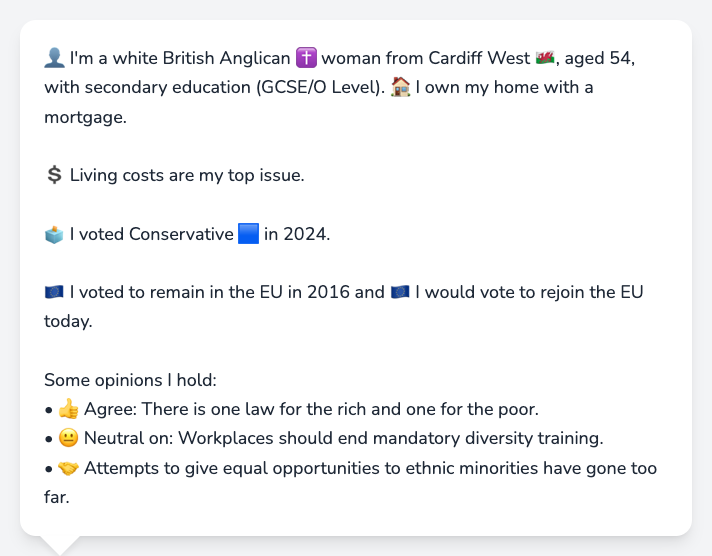 👤 I'm a white British Anglican ✝️ woman from Cardiff West 🏴󠁧󠁢󠁷󠁬󠁳󠁿, aged 54,
with secondary education (GCSE/O Level). 🏠 I own my home with a
mortgage.
💲 Living costs are my top issue.
🗳️ I voted Conservative 🟦 in 2024.
🇪🇺 I voted to remain in the EU in 2016 and 🇪🇺 I would vote to rejoin the EU
today.
Some opinions I hold:
• 👍 Agree: There is one law for the rich and one for the poor.
• 😐 Neutral on: Workplaces should end mandatory diversity training.
• 🤝 Attempts to give equal opportunities to ethnic minorities have gone too
far.